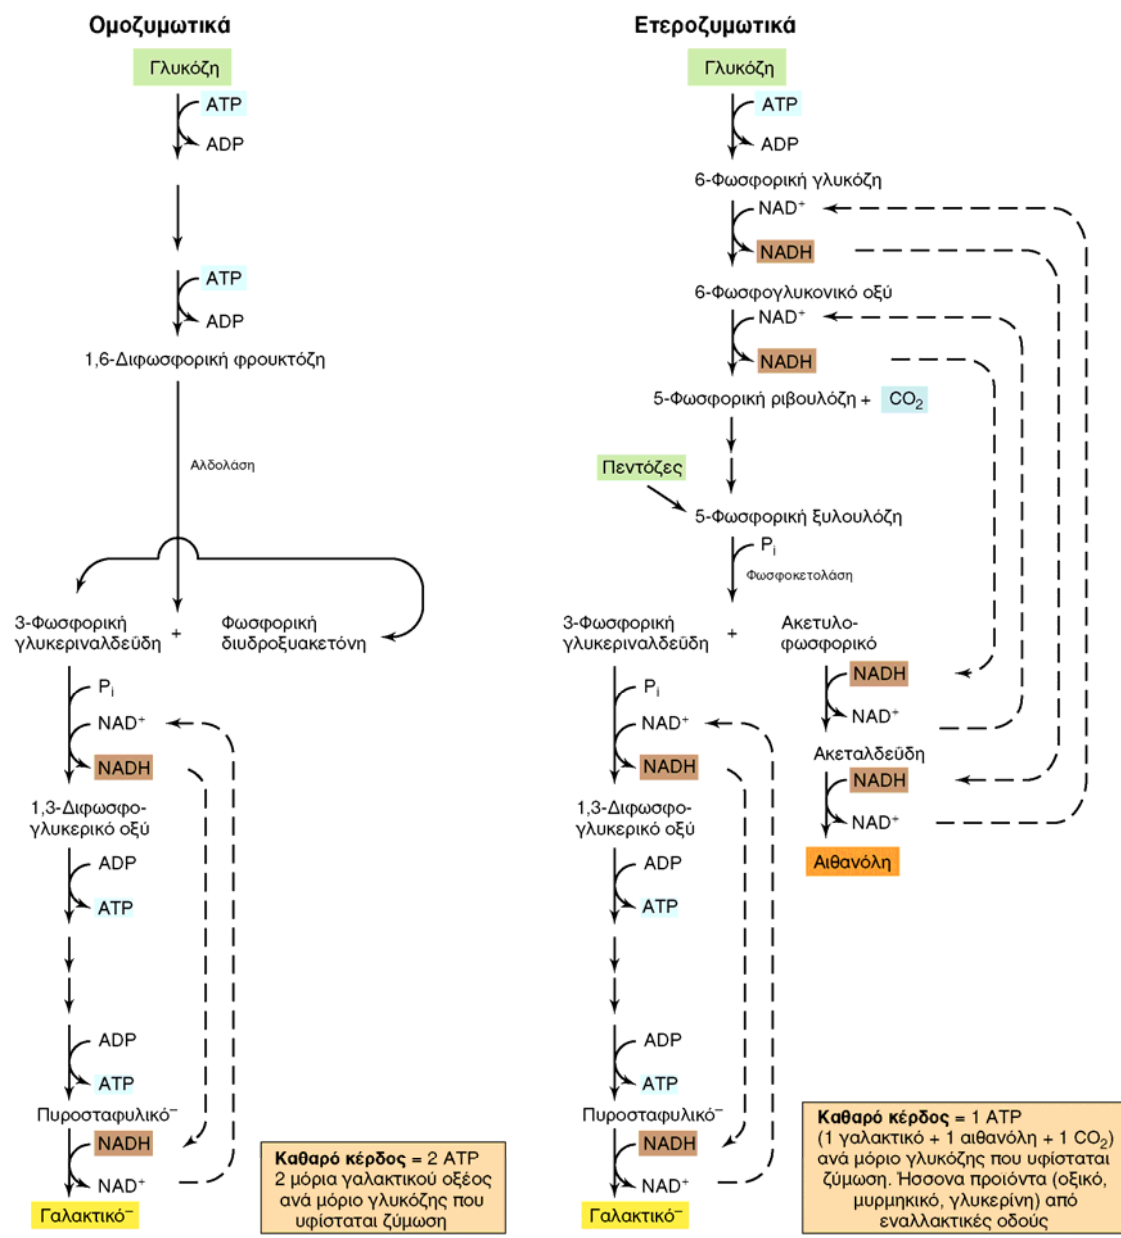 Ομοζυμωτικά
Γλυκόζη
ATP
ADP
ATP
ADP
1,6-Διφωσφορική φρουκτόζη
Αλδολάση
3-Φωσφορική
γλυκεριναλδεΰδη
+
Φωσφορική
διυδροξυακετόνη
Pi
NAD⁺
NADH
1,3-Διφωσφο-
γλυκερικό οξύ
ADP
ATP
ADP
ATP
Πυροσταφυλικό⁻
NADH
NAD⁺
Γαλακτικό⁻
Καθαρό κέρδος = 2 ATP
2 μόρια γαλακτικού οξέος
ανά μόριο γλυκόζης που
υφίσταται ζύμωση
Ετεροζυμωτικά
Γλυκόζη
ATP
ADP
6-Φωσφορική γλυκόζη
NAD⁺
NADH
6-Φωσφογλυκονικό οξύ
NAD⁺
NADH
5-Φωσφορική ριβουλόζη + CO₂
Πεντόζες
5-Φωσφορική ξυλουλόζη
Pi
Φωσφοκετολάση
3-Φωσφορική
γλυκεριναλδεΰδη
+
Ακετυλο-
φωσφορικό
NADH
NAD⁺
Ακεταλδεΰδη
NADH
NAD⁺
Αιθανόλη
Pi
NAD⁺
NADH
1,3-Διφωσφο-
γλυκερικό οξύ
ADP
ATP
ADP
ATP
Πυροσταφυλικό⁻
NADH
NAD⁺
Γαλακτικό⁻
Καθαρό κέρδος = 1 ATP
(1 γαλακτικό + 1 αιθανόλη + 1 CO₂)
ανά μόριο γλυκόζης που υφίσταται
ζύμωση. Ήσσονα προϊόντα (οξικό,
μυρμηκικό, γλυκερίνη) από
εναλλακτικές οδούς